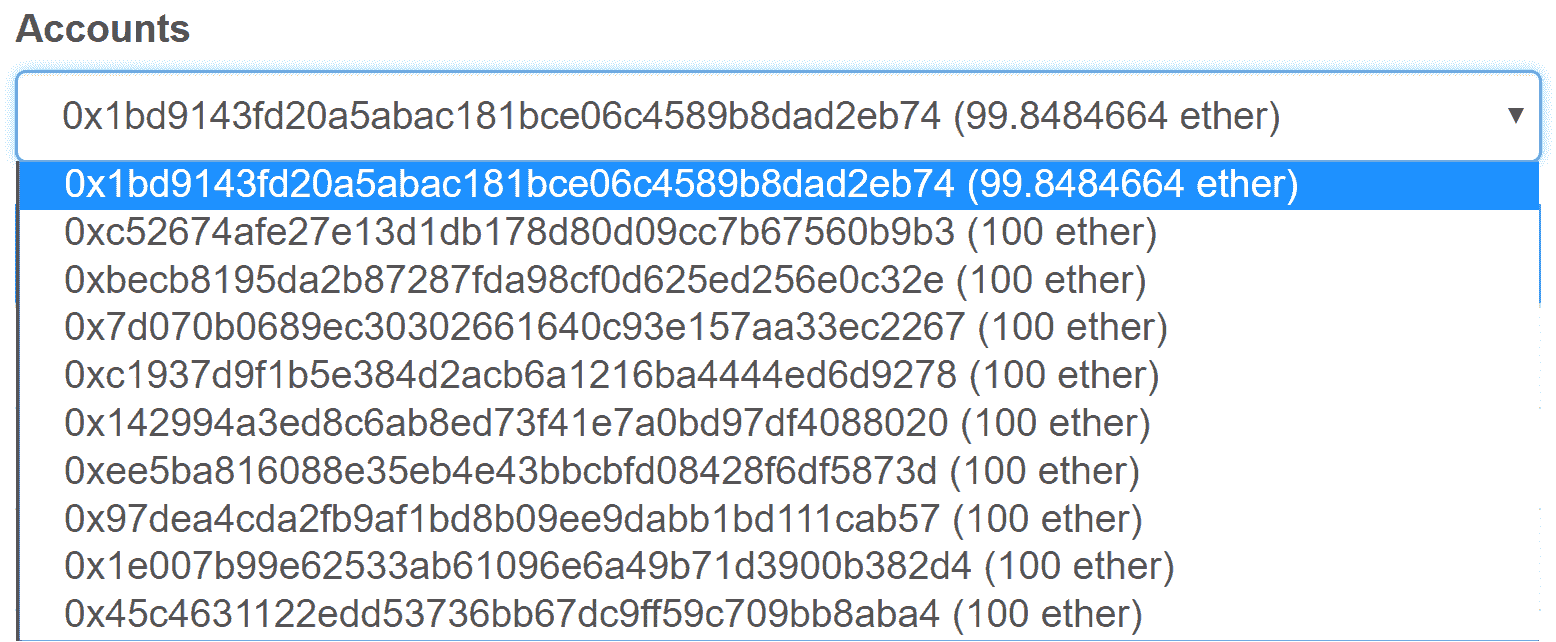 Accounts
0x1bd9143fd20a5abac181bce06c4589b8dad2eb74 (99.8484664 ether)
0x1bd9143fd20a5abac181bce06c4589b8dad2eb74 (99.8484664 ether)
0xc52674afe27e13d1db178d80d09cc7b67560b9b3 (100 ether)
0xbecb8195da2b87287fda98cf0d625ed256e0c32e (100 ether)
0x7d070b0689ec30302661640c93e157aa33ec2267 (100 ether)
0xc1937d9f1b5e384d2acb6a1216ba4444ed6d9278 (100 ether)
0x142994a3ed8c6ab8ed73f41e7a0bd97df4088020 (100 ether)
0xee5ba816088e35eb4e43bbcbfd08428f6df5873d (100 ether)
0x97dea4cda2fb9af1bd8b09ee9dabb1bd111cab57 (100 ether)
0x1e007b99e62533ab61096e6a49b71d3900b382d4 (100 ether)
0x45c4631122edd53736bb67dc9ff59c709bb8aba4 (100 ether)